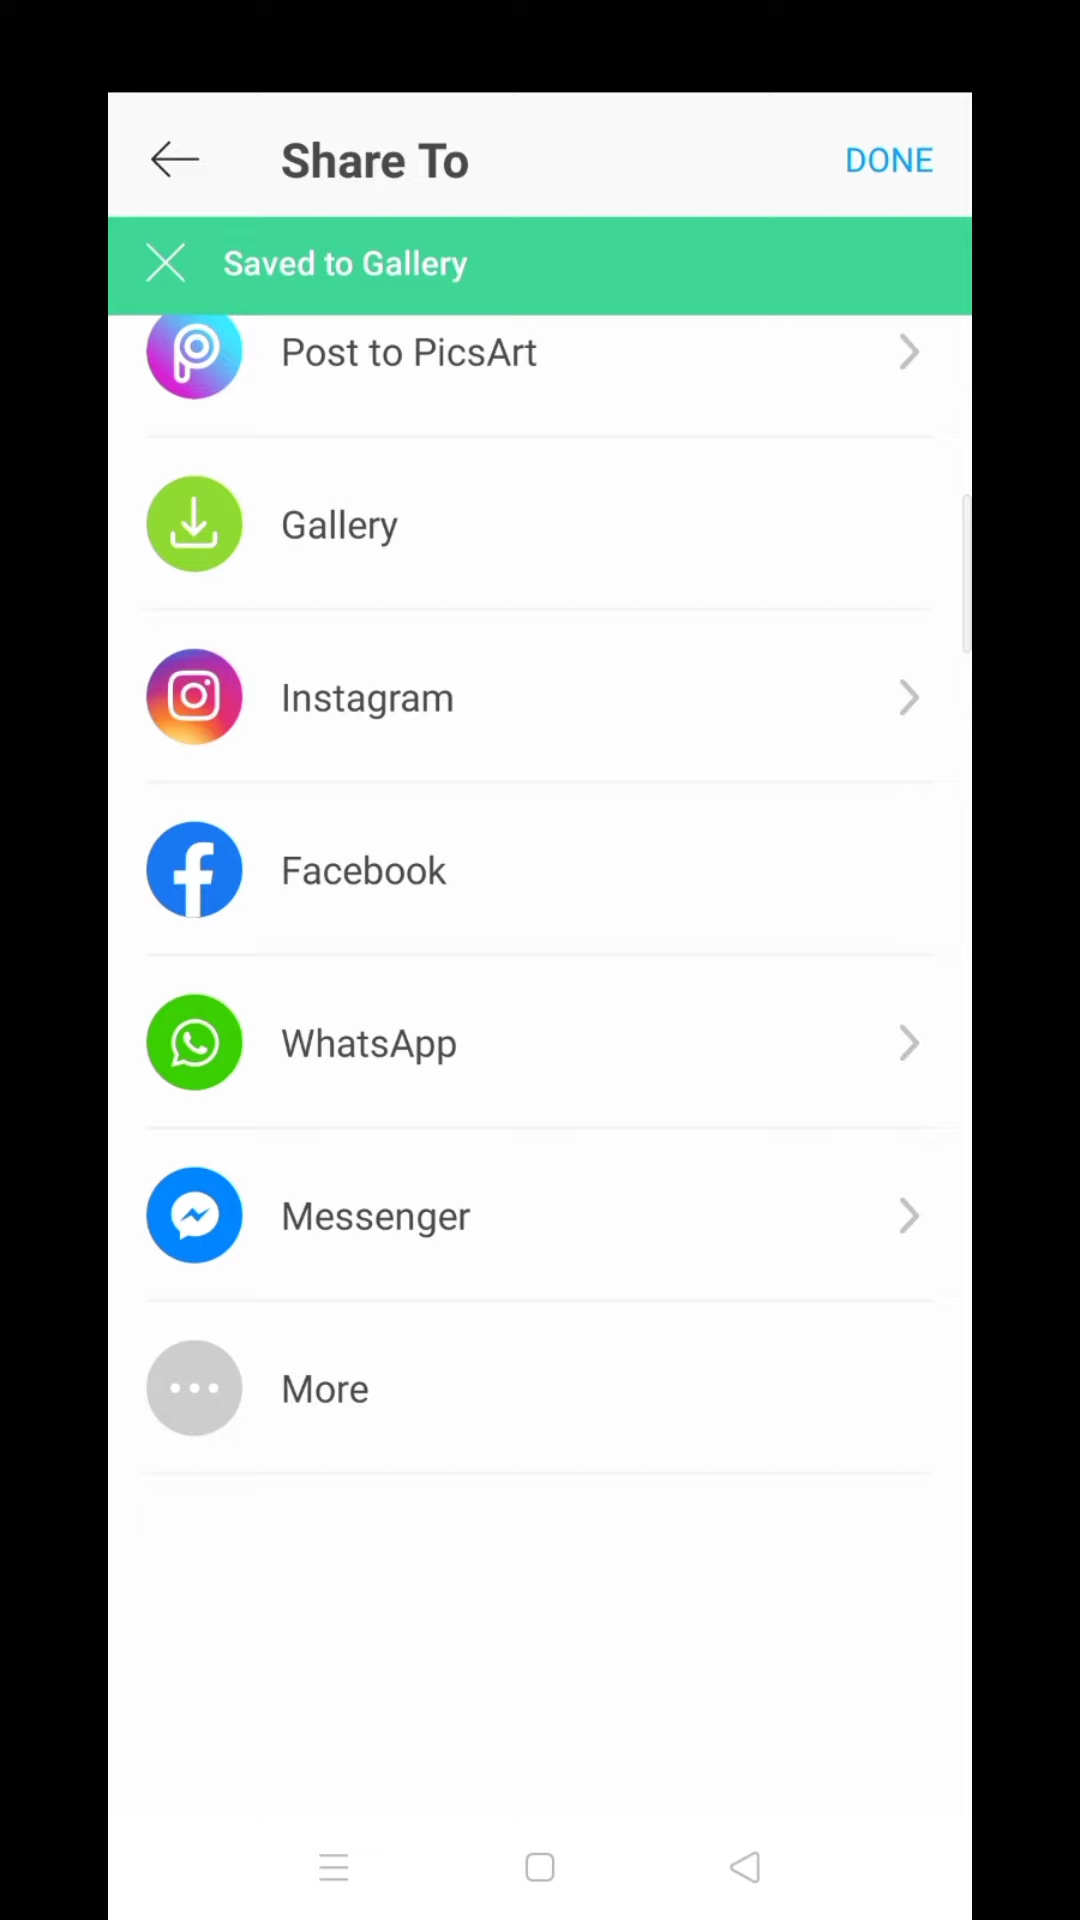 Share To
DONE
Saved to Gallery
Post to PicsArt
Gallery
Instagram
Facebook
WhatsApp
Messenger
More